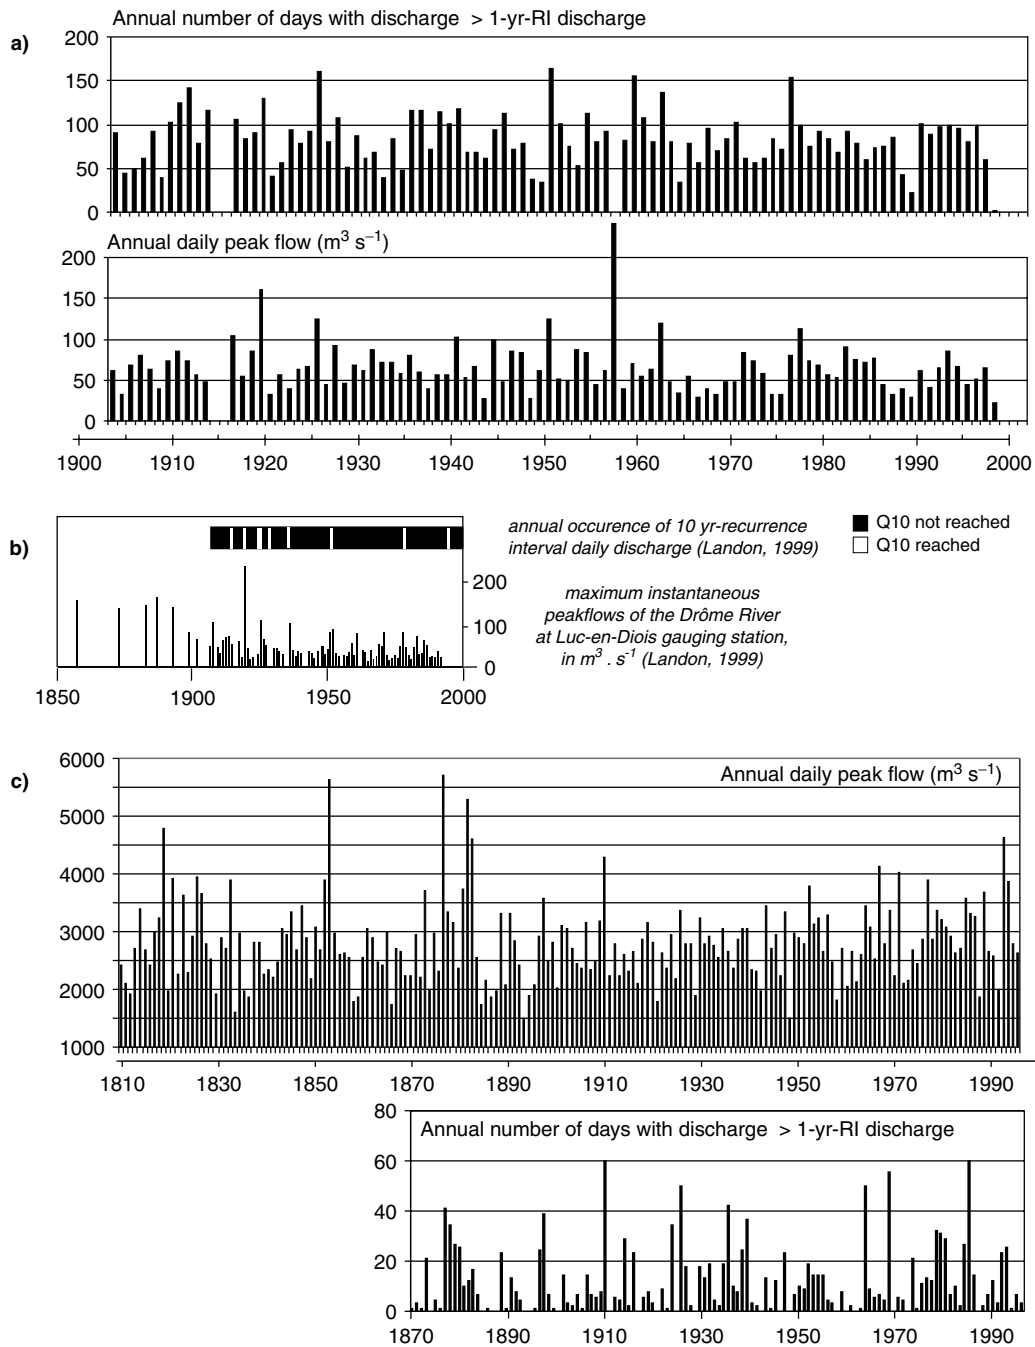 a)
Annual number of days with discharge > 1-yr-RI discharge
200
150
100
50
0
Annual daily peak flow (m³ s⁻¹)
200
150
100
50
0
1900 1910 1920 1930 1940 1950 1960 1970 1980 1990 2000
b)
annual occurence of 10 yr-recurrence
interval daily discharge (Landon, 1999)
Q10 not reached
Q10 reached
200
100
0
maximum instantaneous
peakflows of the Drôme River
at Luc-en-Diois gauging station,
in m³ . s⁻¹ (Landon, 1999)
1850 1900 1950 2000
c)
Annual daily peak flow (m³ s⁻¹)
6000
5000
4000
3000
2000
1000
1810 1830 1850 1870 1890 1910 1930 1950 1970 1990
Annual number of days with discharge > 1-yr-RI discharge
80
60
40
20
0
1870 1890 1910 1930 1950 1970 1990